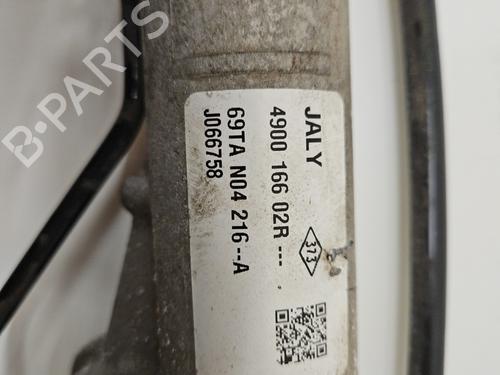 JALY
4900 166 02R --- .
69TA N04 216--A
J066758
373
B-PARTS